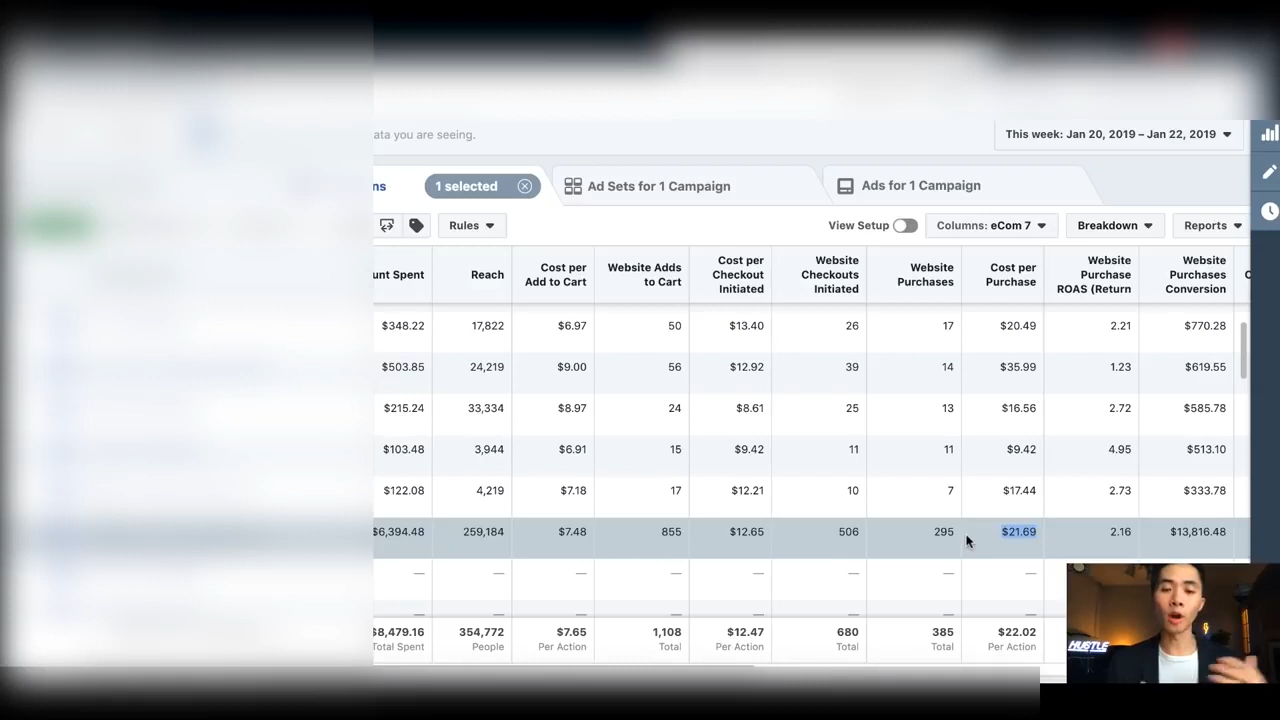 ata you are seeing.
This week: Jan 20, 2019 – Jan 22, 2019
ns
1 selected
Ad Sets for 1 Campaign
Ads for 1 Campaign
Rules
View Setup
Columns: eCom 7
Breakdown
Reports
unt Spent Reach Cost per Add to Cart Website Adds to Cart Cost per Checkout Initiated Website Checkouts Initiated Website Purchases Cost per Purchase Website Purchase ROAS (Return Website Purchases Conversion
$348.22 17,822 $6.97 50 $13.40 26 17 $20.49 2.21 $770.28
$503.85 24,219 $9.00 56 $12.92 39 14 $35.99 1.23 $619.55
$215.24 33,334 $8.97 24 $8.61 25 13 $16.56 2.72 $585.78
$103.48 3,944 $6.91 15 $9.42 11 11 $9.42 4.95 $513.10
$122.08 4,219 $7.18 17 $12.21 10 7 $17.44 2.73 $333.78
$6,394.48 259,184 $7.48 855 $12.65 506 295 $21.69 2.16 $13,816.48
— — — — — — — —
— — — — — — — —
$8,479.16 354,772 $7.65 1,108 $12.47 680 385 $22.02
Total Spent People Per Action Total Per Action Total Total Per Action
HUSTLE